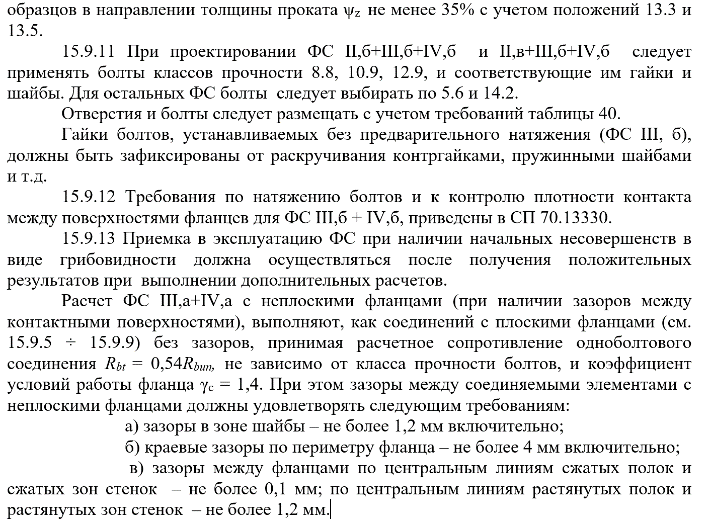 образцов в направлении толщины проката ψz не менее 35% с учетом положений 13.3 и
13.5.
15.9.11 При проектировании ФС II,б+III,б+IV,б и II,в+III,б+IV,б следует
применять болты классов прочности 8.8, 10.9, 12.9, и соответствующие им гайки и
шайбы. Для остальных ФС болты следует выбирать по 5.6 и 14.2.
Отверстия и болты следует размещать с учетом требований таблицы 40.
Гайки болтов, устанавливаемых без предварительного натяжения (ФС III, б),
должны быть зафиксированы от раскручивания контргайками, пружинными шайбами
и т.д.
15.9.12 Требования по натяжению болтов и к контролю плотности контакта
между поверхностями фланцев для ФС III,б + IV,б, приведены в СП 70.13330.
15.9.13 Приемка в эксплуатацию ФС при наличии начальных несовершенств в
виде грибовидности должна осуществляться после получения положительных
результатов при выполнении дополнительных расчетов.
Расчет ФС III,а+IV,а с неплоскими фланцами (при наличии зазоров между
контактными поверхностями), выполняют, как соединений с плоскими фланцами (см.
15.9.5 ÷ 15.9.9) без зазоров, принимая расчетное сопротивление одноболтового
соединения Rbt = 0,54Rbun, не зависимо от класса прочности болтов, и коэффициент
условий работы фланца γc = 1,4. При этом зазоры между соединяемыми элементами с
неплоскими фланцами должны удовлетворять следующим требованиям:
а) зазоры в зоне шайбы – не более 1,2 мм включительно;
б) краевые зазоры по периметру фланца – не более 4 мм включительно;
в) зазоры между фланцами по центральным линиям сжатых полок и
сжатых зон стенок – не более 0,1 мм; по центральным линиям растянутых полок и
растянутых зон стенок – не более 1,2 мм.